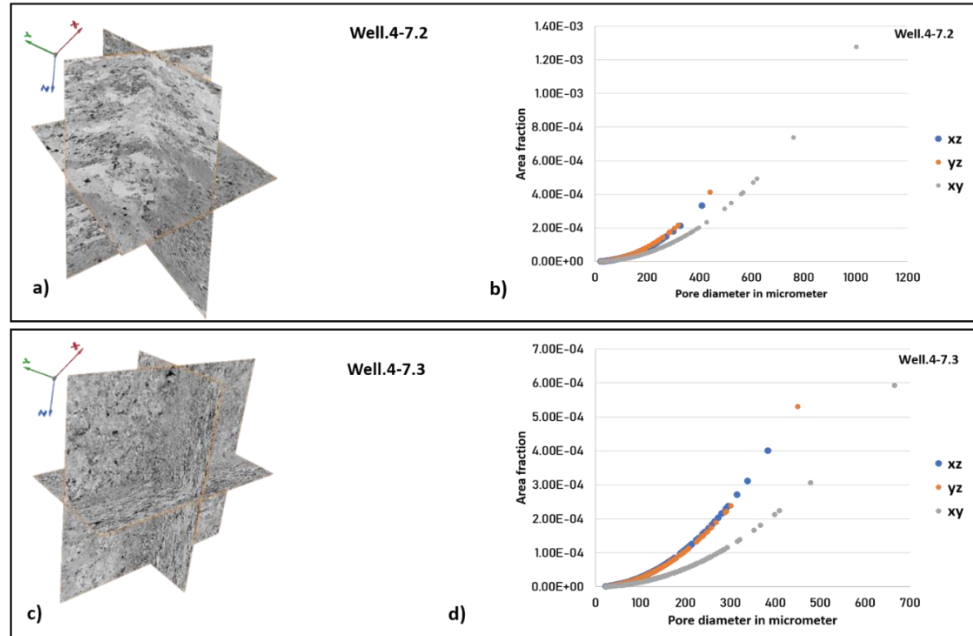 Well.4-7.2
X
Y
Z
a)
Well.4-7.2
1.40E-03
1.20E-03
1.00E-03
8.00E-04
6.00E-04
4.00E-04
2.00E-04
0.00E+00
Area fraction
0 200 400 600 800 1000 1200
Pore diameter in micrometer
xz
yz
xy
b)
Well.4-7.3
X
Y
Z
c)
Well.4-7.3
7.00E-04
6.00E-04
5.00E-04
4.00E-04
3.00E-04
2.00E-04
1.00E-04
0.00E+00
Area fraction
0 100 200 300 400 500 600 700
Pore diameter in micrometer
xz
yz
xy
d)